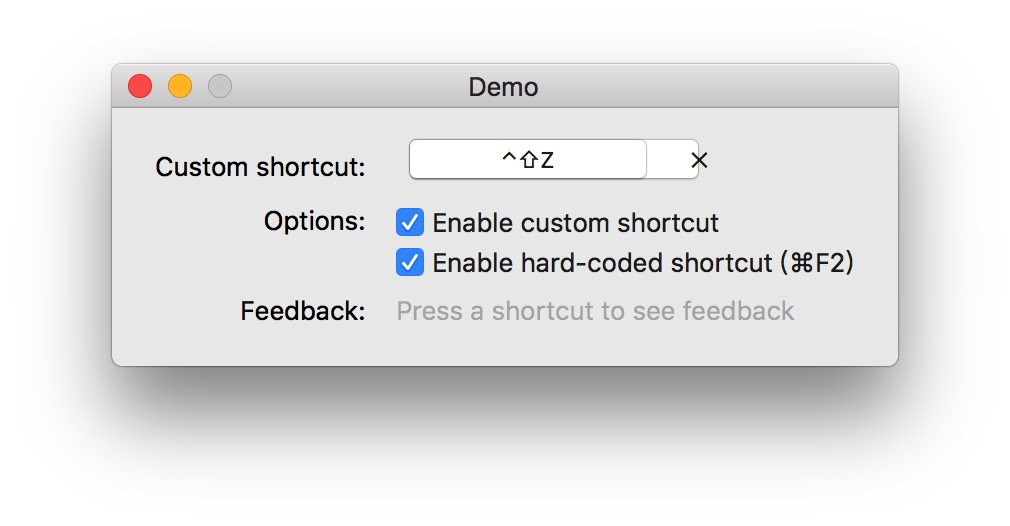 Demo
Custom shortcut: ^⇧Z ×
Options: Enable custom shortcut
Enable hard-coded shortcut (⌘F2)
Feedback: Press a shortcut to see feedback